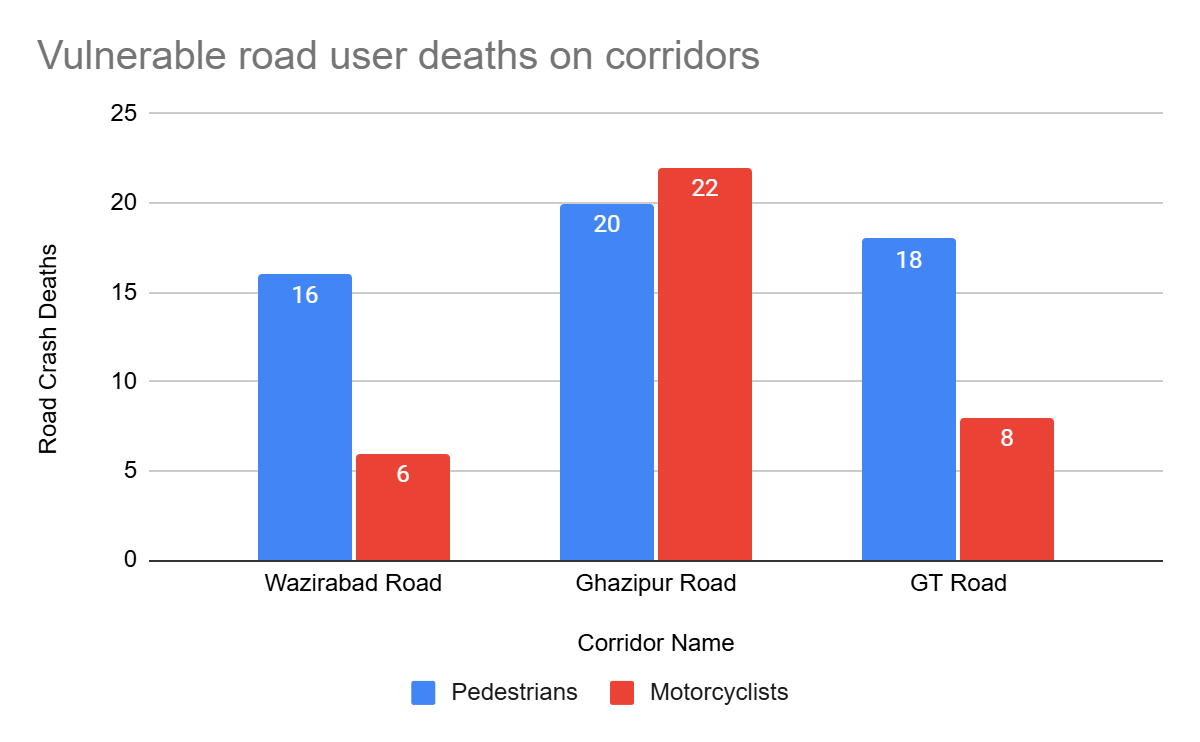 Vulnerable road user deaths on corridors
25
20
15
10
5
0
Road Crash Deaths
16
6
20
22
18
8
Wazirabad Road
Ghazipur Road
GT Road
Corridor Name
Pedestrians
Motorcyclists